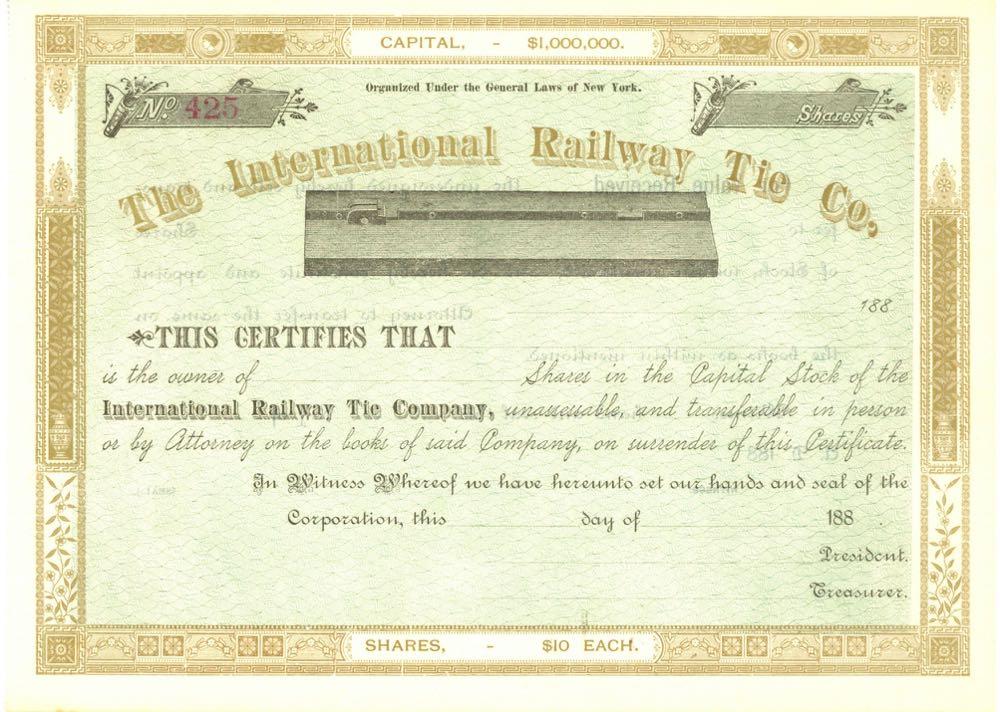 CAPITAL, - $1,000,000.
Organized Under the General Laws of New York.
No. 425
Shares
The International Railway Tie Co.
188
THIS CERTIFIES THAT
is the owner of Shares in the Capital Stock of the
International Railway Tie Company, unassessable, and transferable in person
or by Attorney on the books of said Company, on surrender of this Certificate.
In Witness Whereof we have hereunto set our hands and seal of the
Corporation, this day of 188 .
President.
Treasurer.
SHARES, - $10 EACH.